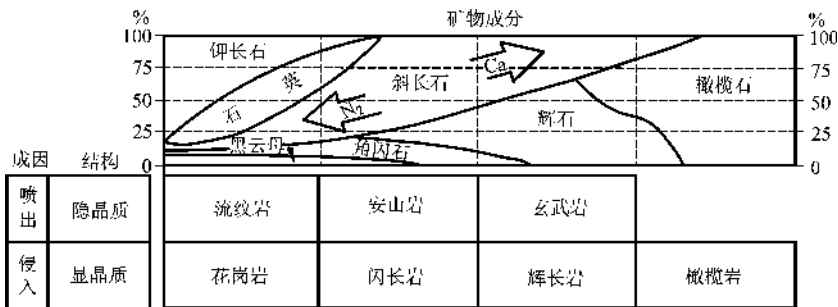 % 矿物成分 %
100 100
钾长石 Ca
75 75
石 英 斜长石 橄榄石
50 50
N₂ 辉石
25 25
黑云母 角闪石
0 0
成因 结构
喷出 隐晶质 流纹岩 安山岩 玄武岩
侵入 显晶质 花岗岩 闪长岩 辉长岩 橄榄岩